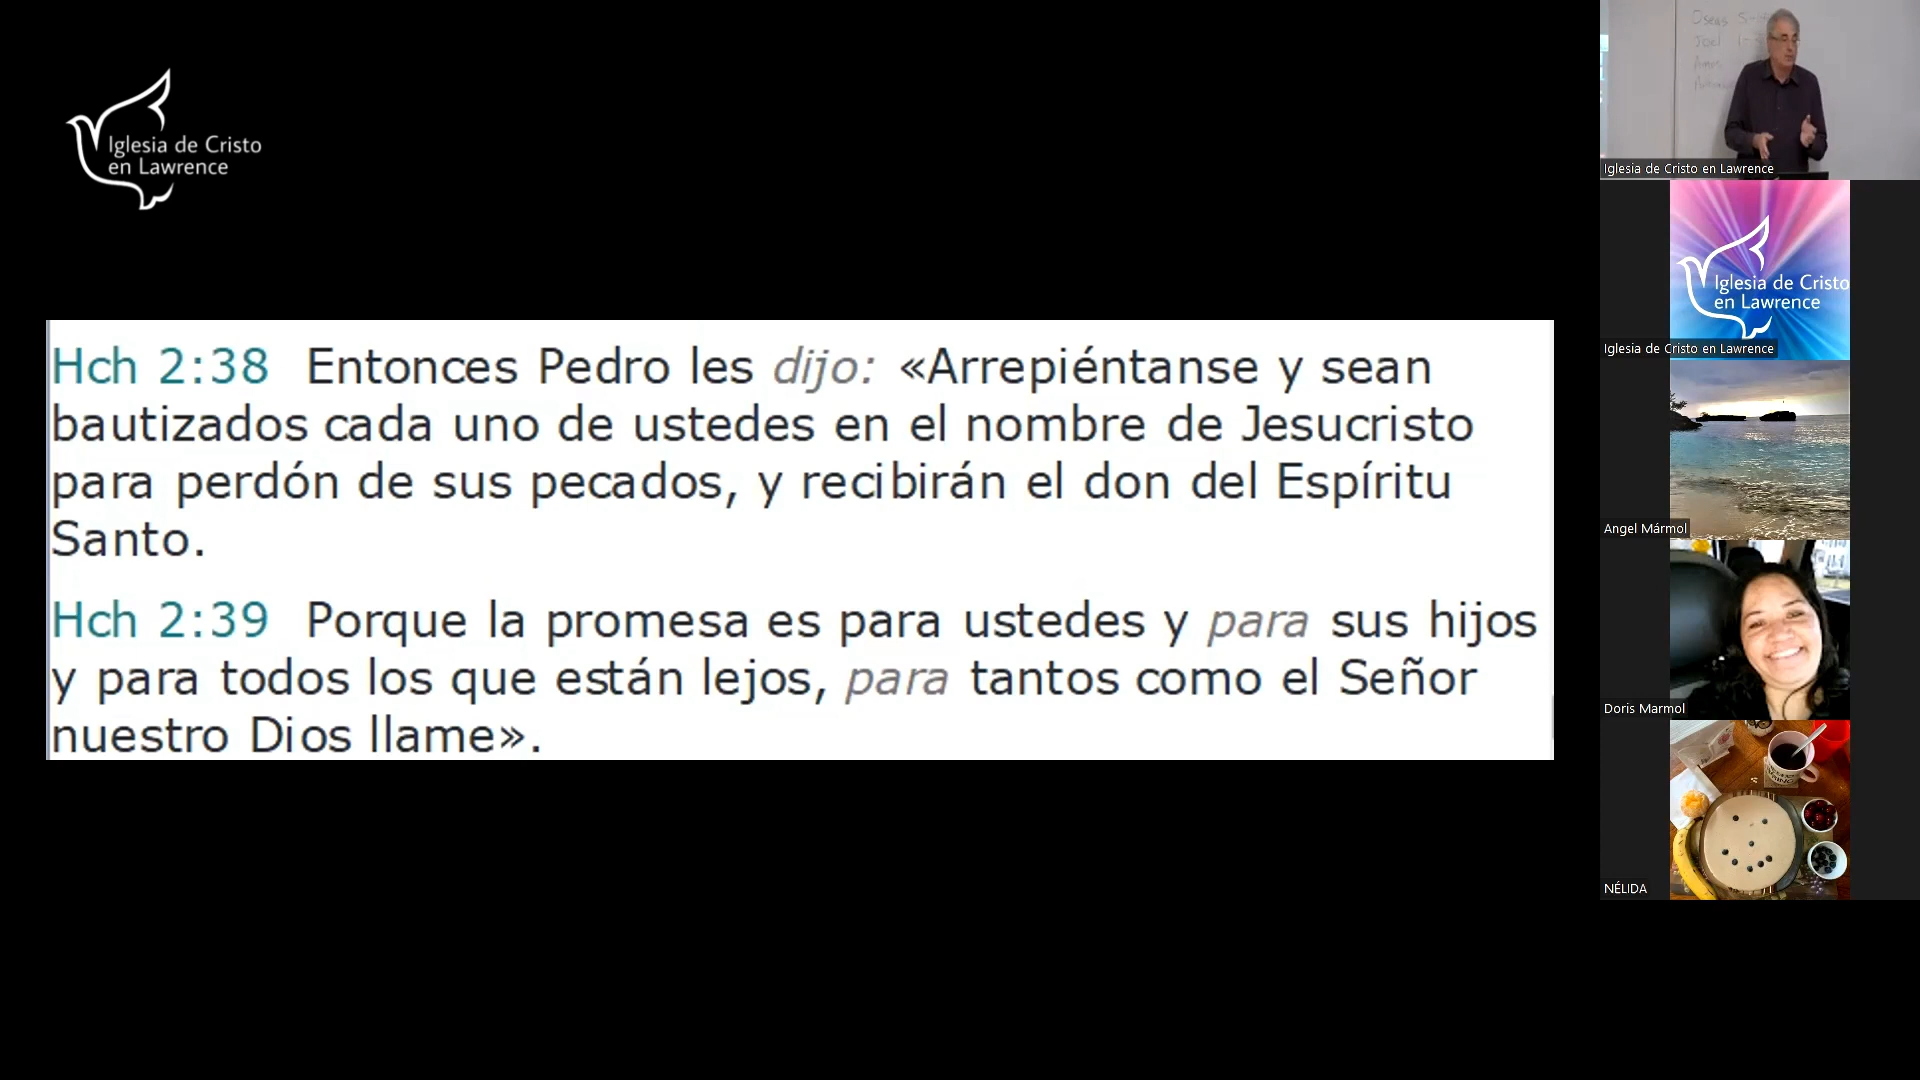 Iglesia de Cristo
en Lawrence
Hch 2:38 Entonces Pedro les dijo: «Arrepiéntanse y sean
bautizados cada uno de ustedes en el nombre de Jesucristo
para perdón de sus pecados, y recibirán el don del Espíritu
Santo.
Hch 2:39 Porque la promesa es para ustedes y para sus hijos
y para todos los que están lejos, para tantos como el Señor
nuestro Dios llame».
Oseas
Joel
Amos
Iglesia de Cristo en Lawrence
Iglesia de Cristo
en Lawrence
Iglesia de Cristo en Lawrence
Angel Mármol
Doris Marmol
NÉLIDA